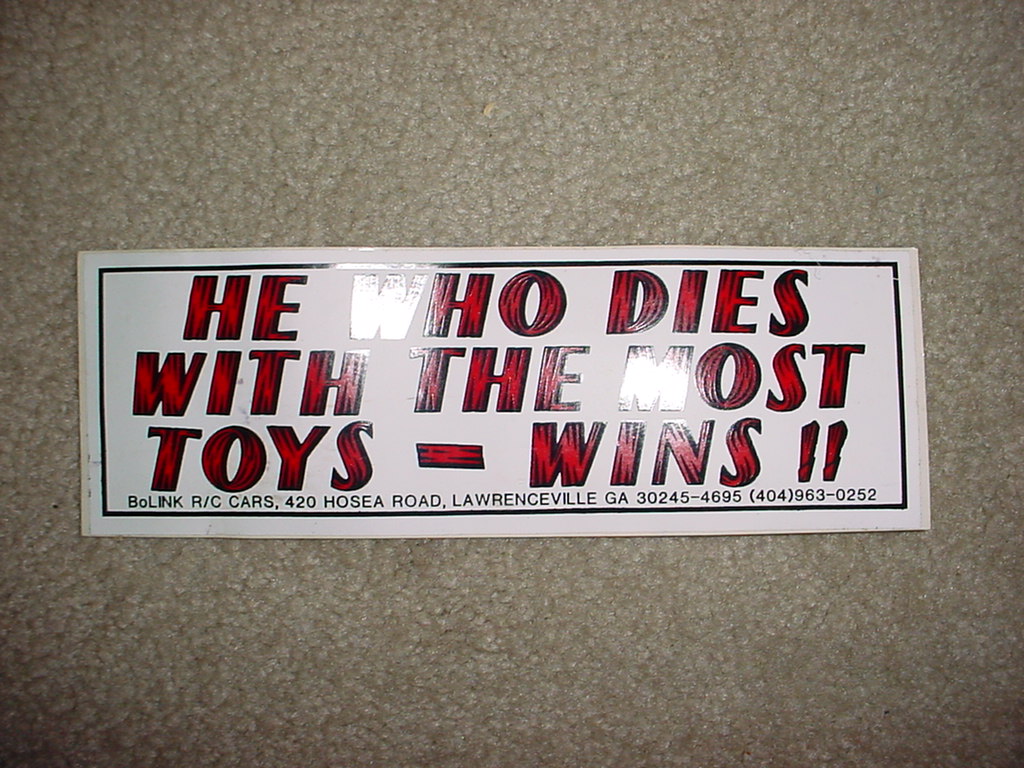 HE WHO DIES
WITH THE MOST
TOYS - WINS !!
BoLINK R/C CARS, 420 HOSEA ROAD, LAWRENCEVILLE GA 30245-4695 (404)963-0252